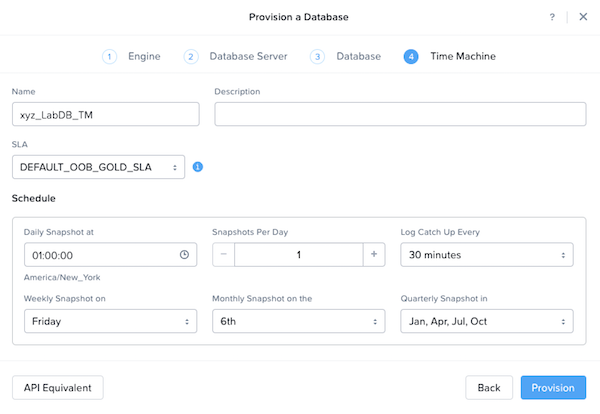 Provision a Database
?
1 Engine 2 Database Server 3 Database 4 Time Machine
Name Description
xyz_LabDB_TM
SLA
DEFAULT_OOB_GOLD_SLA
Schedule
Daily Snapshot at Snapshots Per Day Log Catch Up Every
01:00:00 − 1 + 30 minutes
America/New_York
Weekly Snapshot on Monthly Snapshot on the Quarterly Snapshot in
Friday 6th Jan, Apr, Jul, Oct
API Equivalent Back Provision